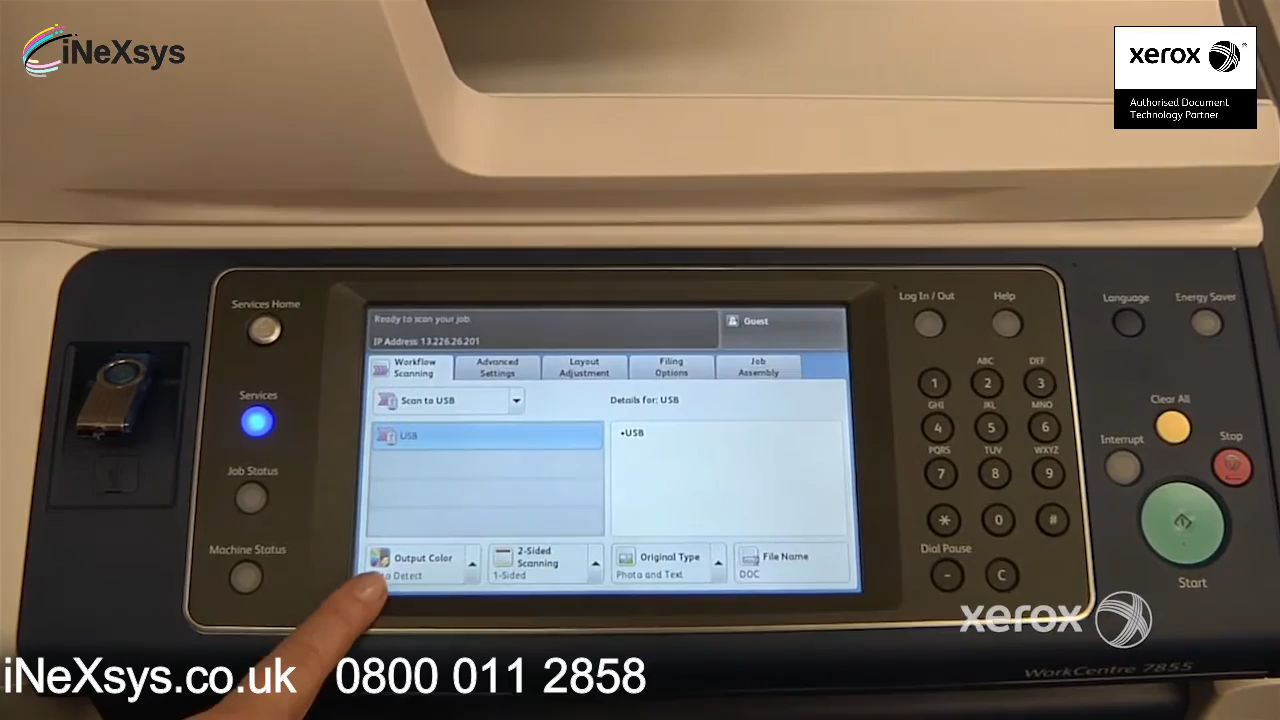 iNeXsys
xerox
Authorised Document
Technology Partner
Services Home
Services
Job Status
Machine Status
Ready to scan your job.
IP Address: 13.226.26.201
Guest
Workflow
Scanning
Advanced
Settings
Layout
Adjustment
Filing
Options
Job
Assembly
Scan to USB
Details for: USB
USB
•USB
Output Color
Detect
2-Sided
Scanning
1-Sided
Original Type
Photo and Text
File Name
DOC
Log In / Out
Help
ABC
DEF
1
2
3
GHI
JKL
MNO
4
5
6
PQRS
TUV
WXYZ
7
8
9
*
0
#
Dial Pause
-
C
Language
Energy Saver
Clear All
Interrupt
Stop
Start
xerox
WorkCentre 7855
iNeXsys.co.uk 0800 011 2858